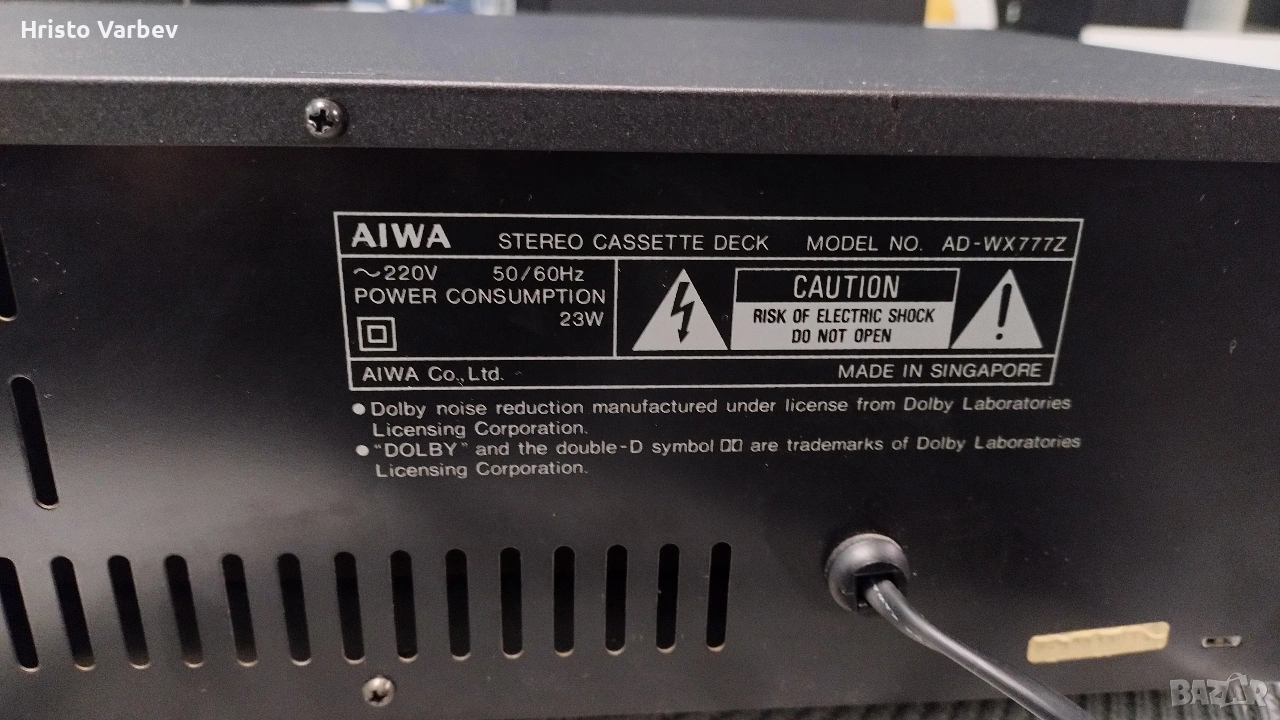 Hristo Varbev
AIWA STEREO CASSETTE DECK MODEL NO. AD-WX777Z
~220V 50/60Hz
POWER CONSUMPTION
23W
CAUTION
RISK OF ELECTRIC SHOCK
DO NOT OPEN
AIWA Co., Ltd. MADE IN SINGAPORE
● Dolby noise reduction manufactured under license from Dolby Laboratories
Licensing Corporation.
● "DOLBY" and the double-D symbol are trademarks of Dolby Laboratories
Licensing Corporation.
BAZAR